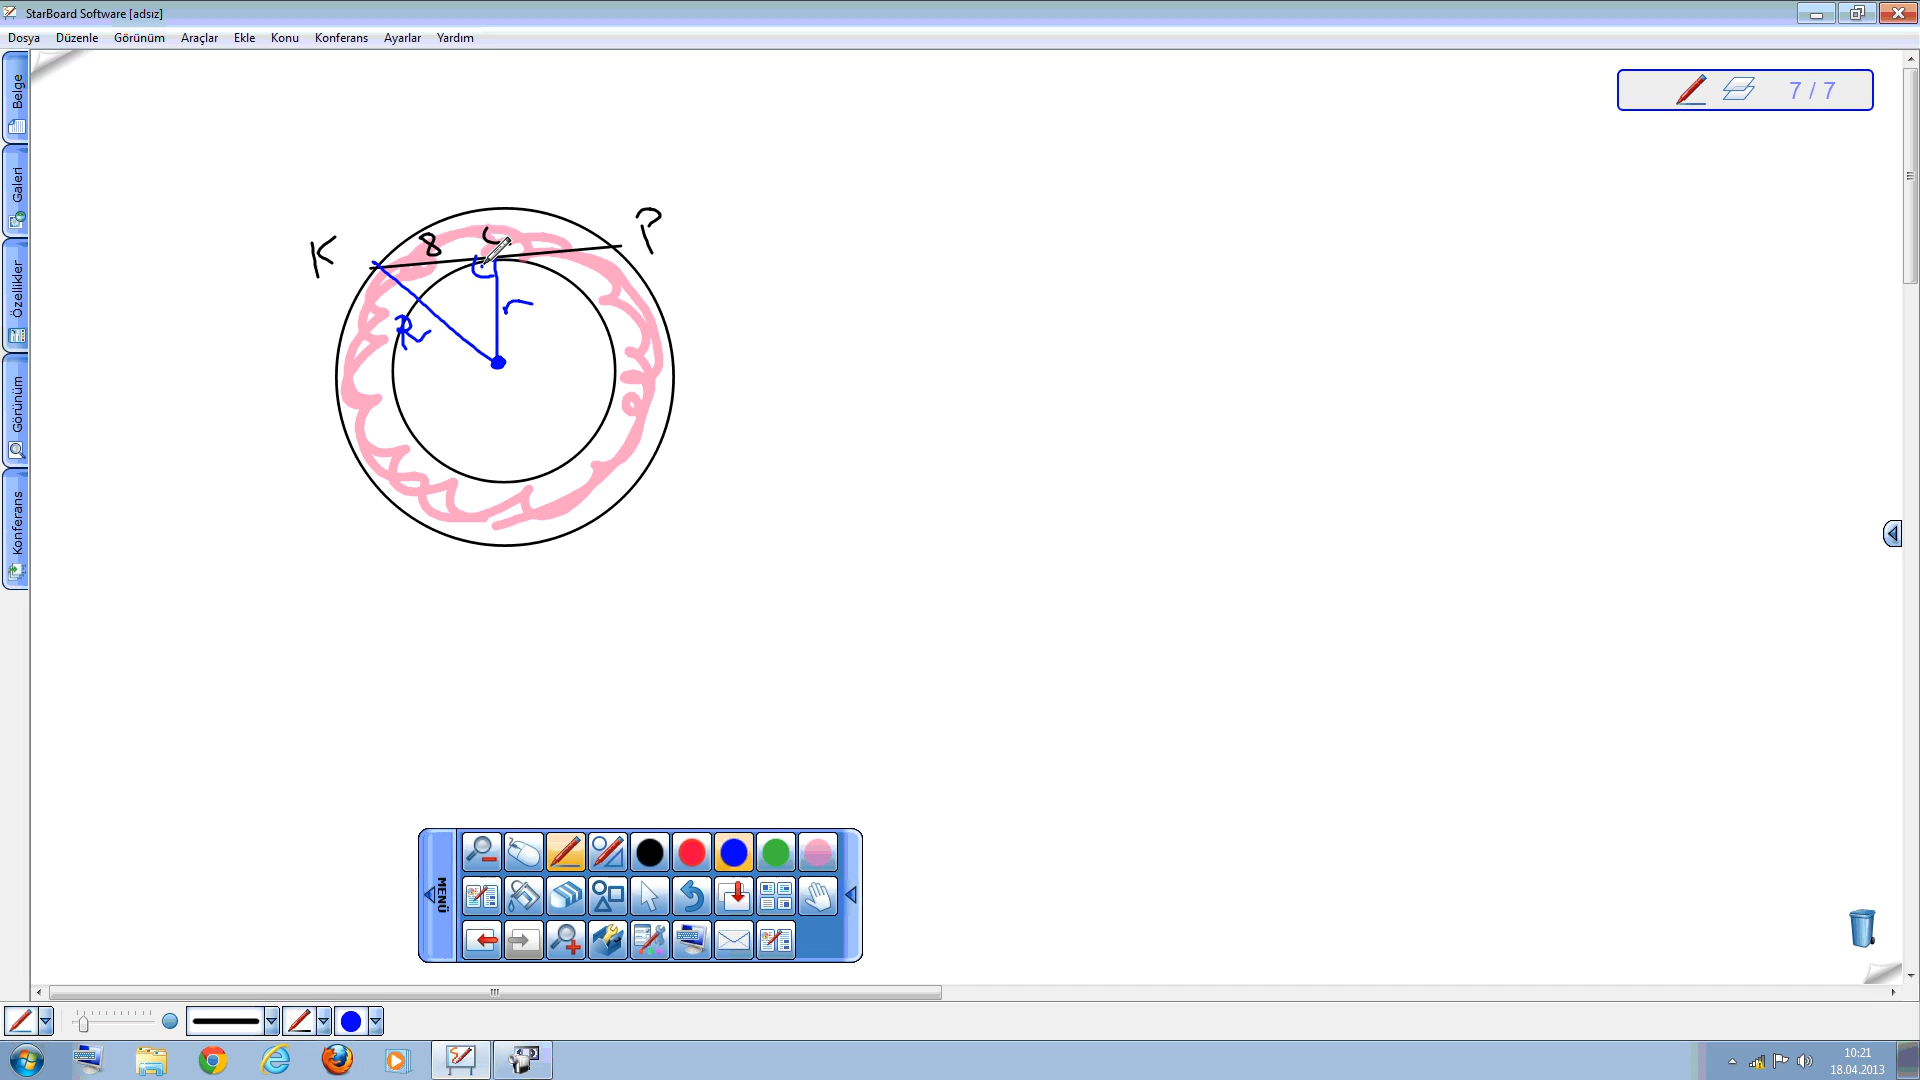 StarBoard Software [adsız]
Dosya Düzenle Görünüm Araçlar Ekle Konu Konferans Ayarlar Yardım
Belge
Galeri
Özellikler
Görünüm
Konferans
7 / 7
K
8
P
R
r
MENÜ
10:21
18.04.2013